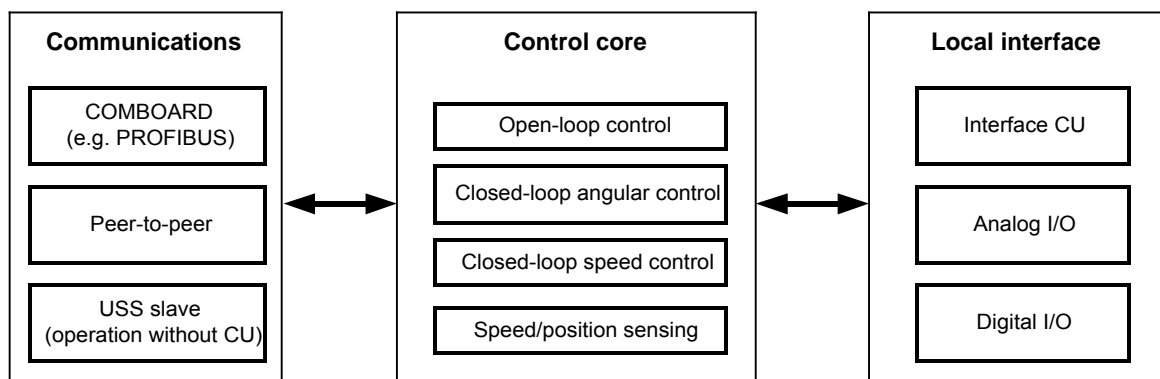 Communications
COMBOARD
(e.g. PROFIBUS)
Peer-to-peer
USS slave
(operation without CU)
Control core
Open-loop control
Closed-loop angular control
Closed-loop speed control
Speed/position sensing
Local interface
Interface CU
Analog I/O
Digital I/O